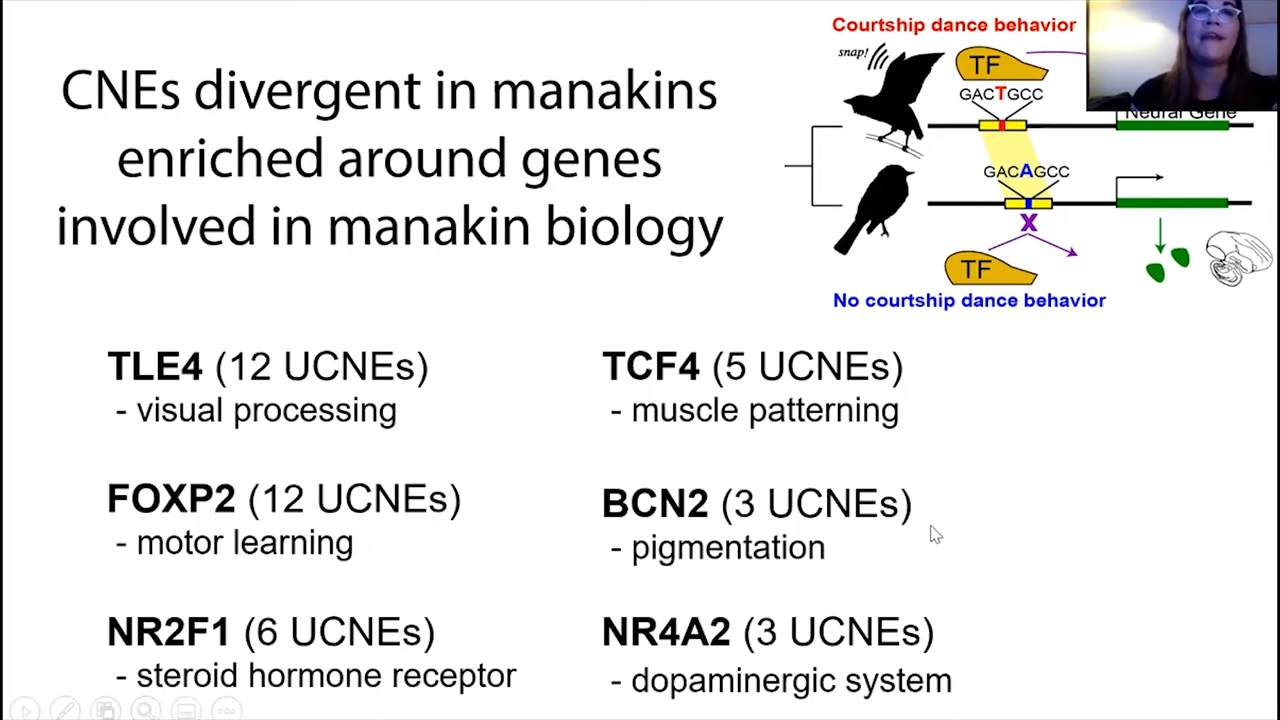 CNEs divergent in manakins
enriched around genes
involved in manakin biology
Courtship dance behavior
snap!
TF
GACTGCC
Neural Gene
GACAGCC
X
TF
No courtship dance behavior
TLE4 (12 UCNEs)
- visual processing
FOXP2 (12 UCNEs)
- motor learning
NR2F1 (6 UCNEs)
- steroid hormone receptor
TCF4 (5 UCNEs)
- muscle patterning
BCN2 (3 UCNEs)
- pigmentation
NR4A2 (3 UCNEs)
- dopaminergic system